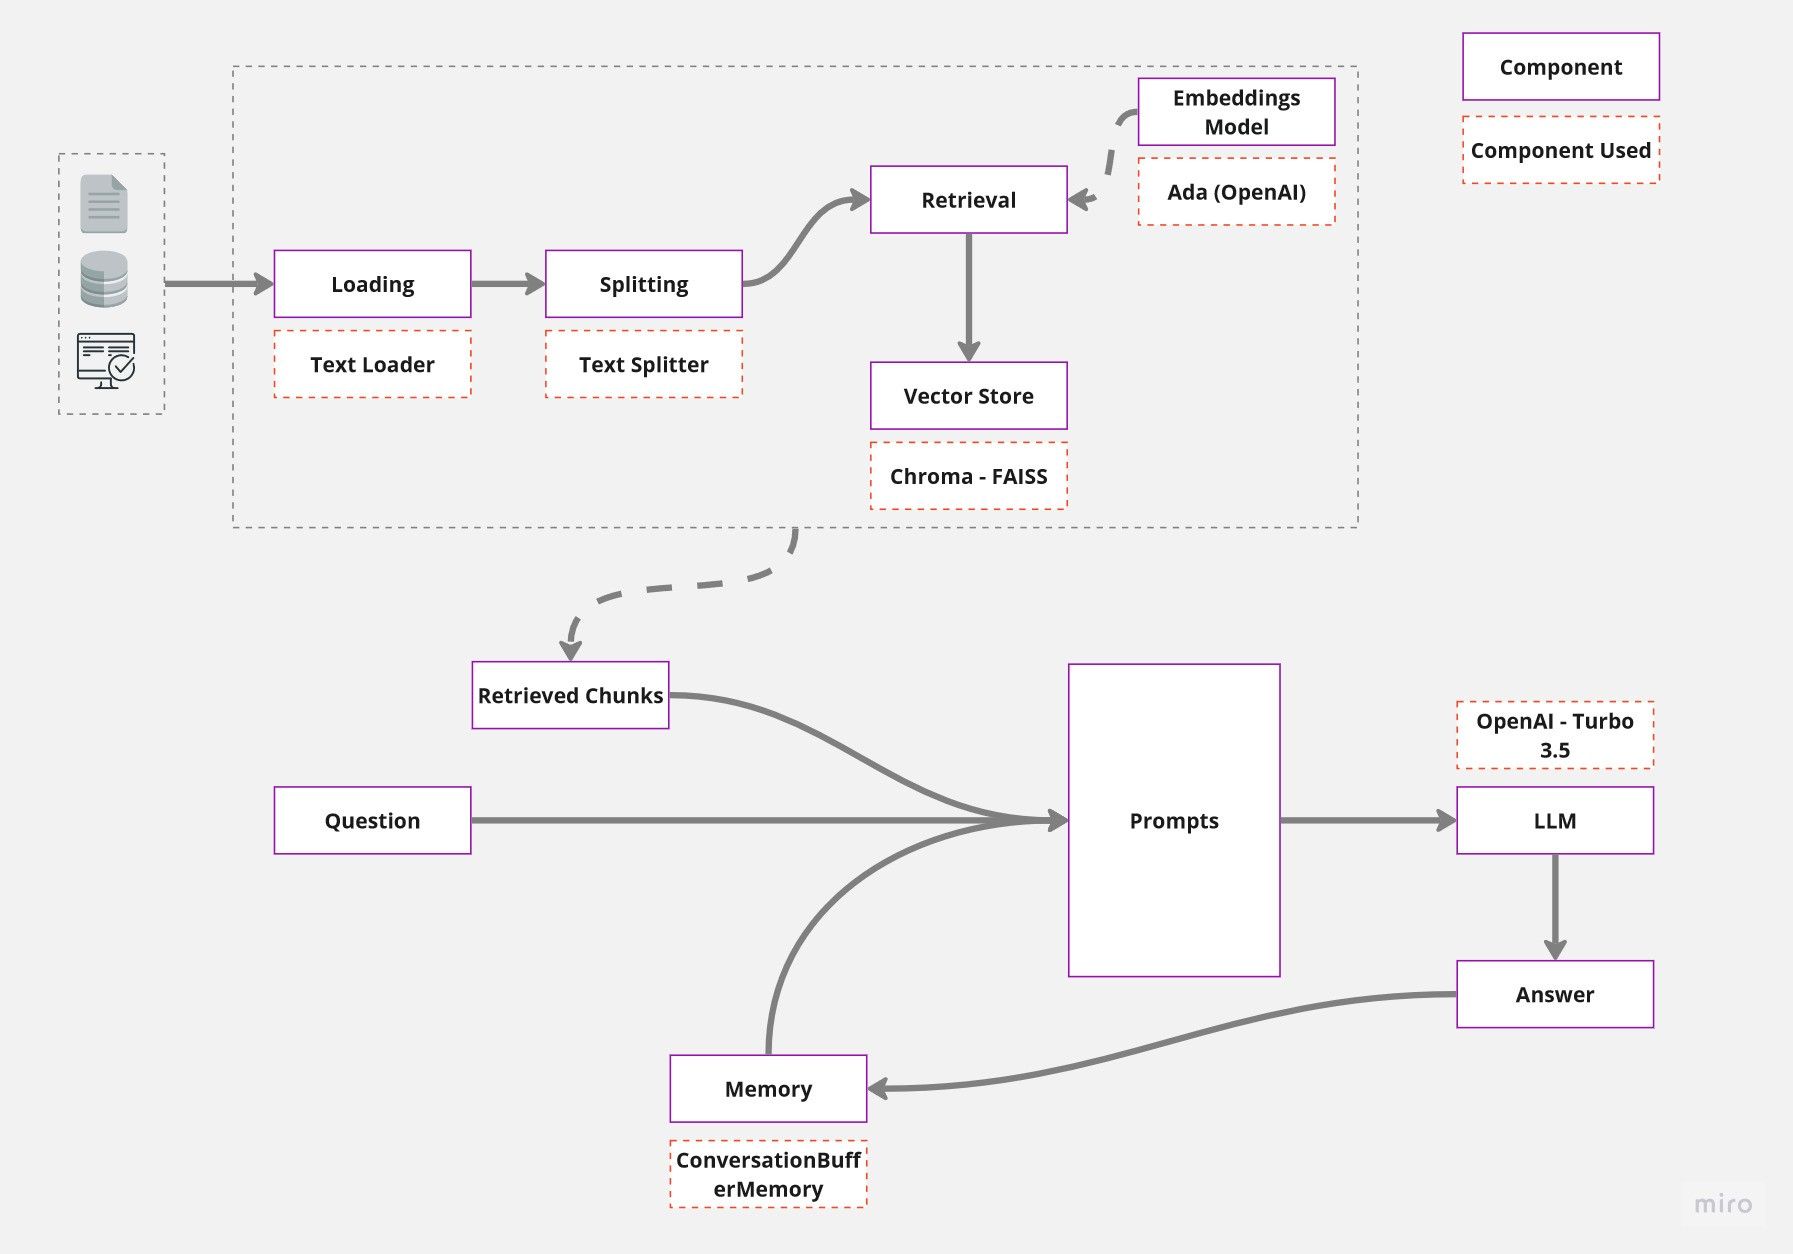 Component
Component Used
Embeddings
Model
Ada (OpenAI)
Retrieval
Loading
Splitting
Text Loader
Text Splitter
Vector Store
Chroma - FAISS
Retrieved Chunks
Question
Prompts
OpenAI - Turbo
3.5
LLM
Answer
Memory
ConversationBuff
erMemory
miro